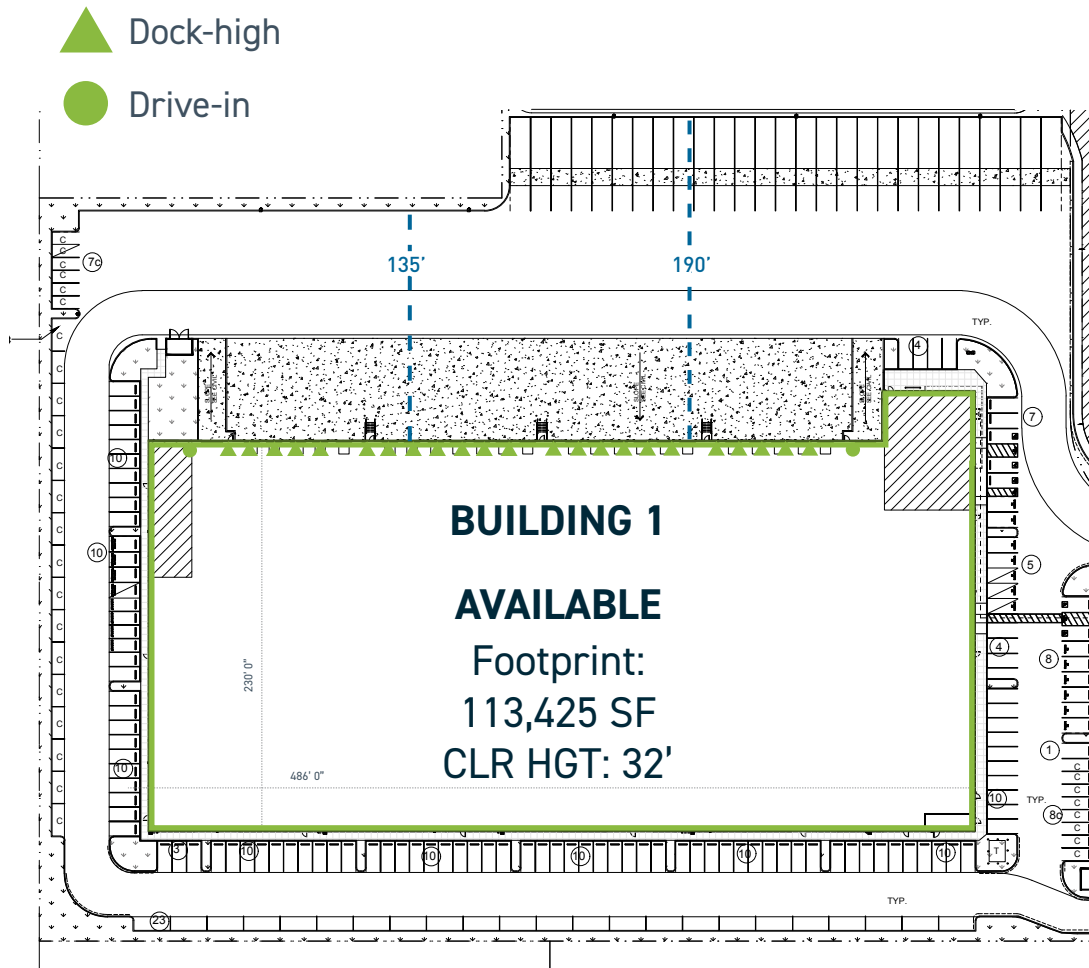 Dock-high
Drive-in
135'
190'
C
C
C
C
C
C
7c
TYP.
C
4
C
C
7
10
BUILDING 1
C
C
10
5
C
AVAILABLE
C
Footprint:
4
8
230' 0"
C
113,425 SF
C
1
CLR HGT: 32'
C
10
486' 0"
10
C
C
C
C
TYP.
8c
C
C
C
C
3
10
10
10
10
10
T
TYP.
23